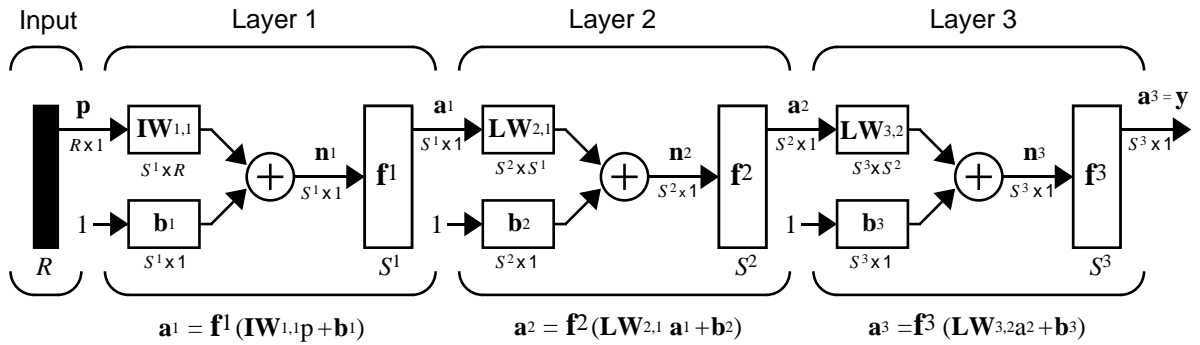 Input Layer 1 Layer 2 Layer 3
p a¹ a² a³ = y
IW1,1 LW2,1 LW3,2
R x 1 S¹ x 1 S² x 1 S³ x 1
n¹ n² n³
S¹ x R S² x S¹ S³ x S²
f¹ f² f³
S¹ x 1 S² x 1 S³ x 1
1 b1 1 b2 1 b3
S¹ x 1 S² x 1 S³ x 1
R S¹ S² S³
a¹ = f¹ (IW1,1p + b1) a² = f² (LW2,1 a¹ + b2) a³ = f³ (LW3,2a² + b3)